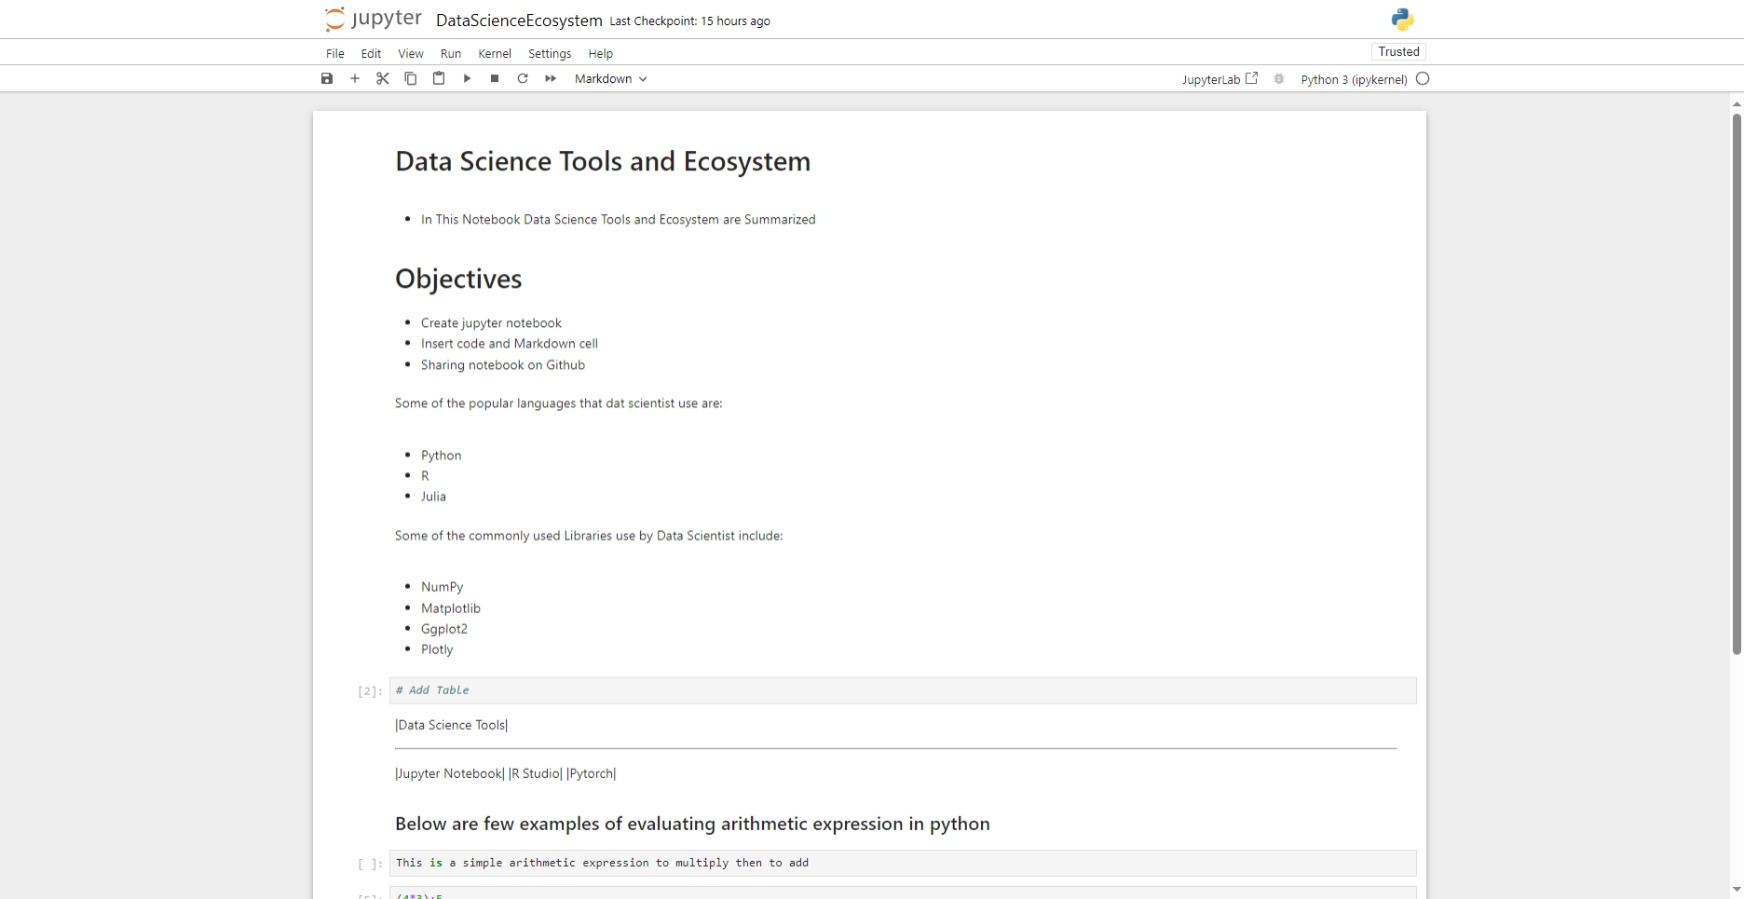 jupyter DataScienceEcosystem Last Checkpoint: 15 hours ago
File Edit View Run Kernel Settings Help
Trusted
Markdown
JupyterLab
Python 3 (ipykernel)
Data Science Tools and Ecosystem
In This Notebook Data Science Tools and Ecosystem are Summarized
Objectives
Create jupyter notebook
Insert code and Markdown cell
Sharing notebook on Github
Some of the popular languages that dat scientist use are:
Python
R
Julia
Some of the commonly used Libraries use by Data Scientist include:
NumPy
Matplotlib
Ggplot2
Plotly
[2]: # Add Table
|Data Science Tools|
|Jupyter Notebook| |R Studio| |Pytorch|
Below are few examples of evaluating arithmetic expression in python
[ ]: This is a simple arithmetic expression to multiply then to add